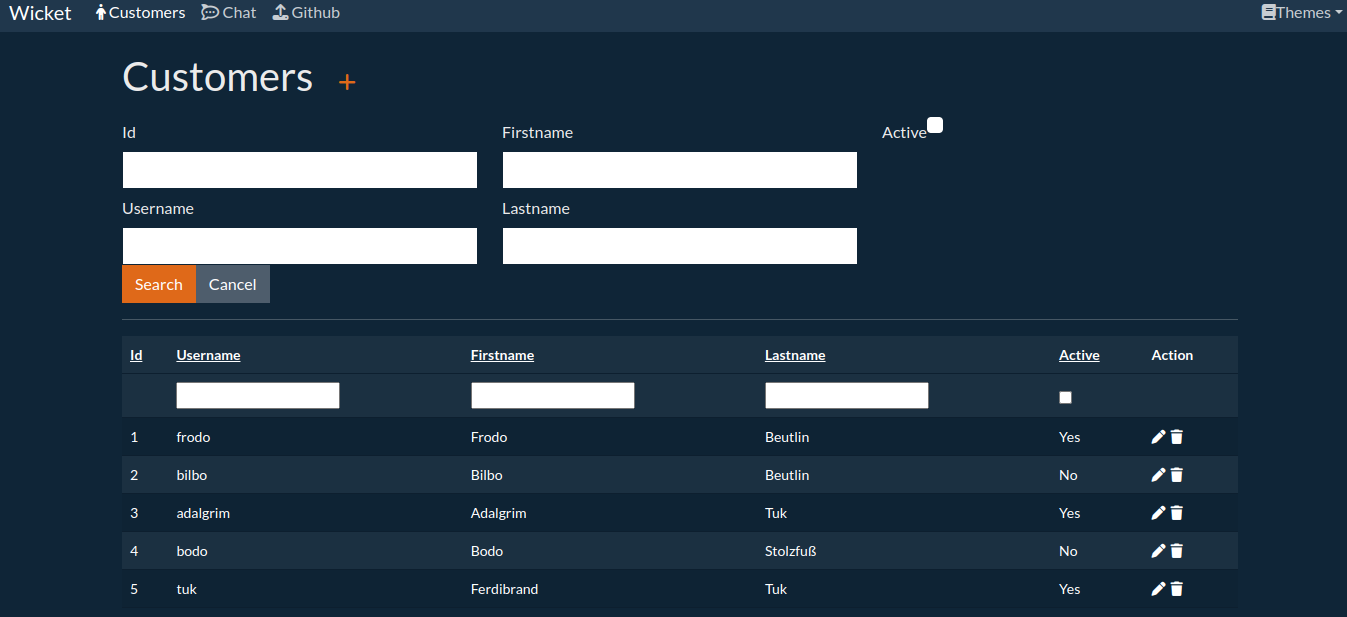 Wicket Customers Chat Github Themes
Customers +
Id Firstname Active
Username Lastname
Search Cancel
Id Username Firstname Lastname Active Action
1 frodo Frodo Beutlin Yes
2 bilbo Bilbo Beutlin No
3 adalgrim Adalgrim Tuk Yes
4 bodo Bodo Stolzfuß No
5 tuk Ferdibrand Tuk Yes